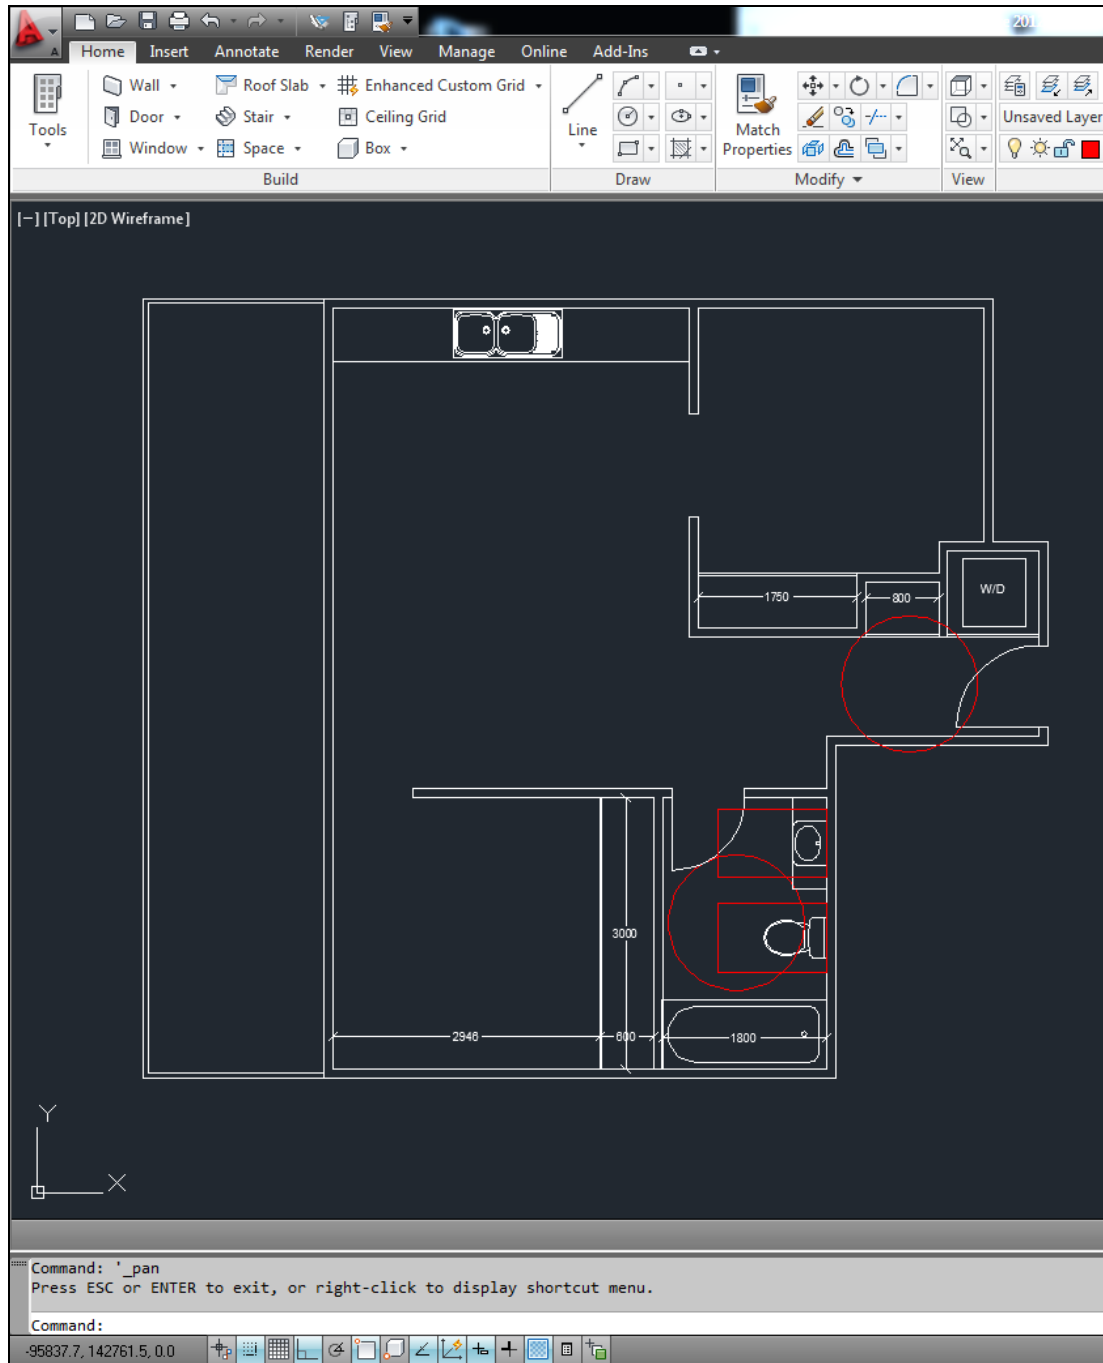 201
A
Home Insert Annotate Render View Manage Online Add-Ins
Wall Roof Slab Enhanced Custom Grid
Door Stair Ceiling Grid
Window Space Box
Tools
Line
Match
Properties
Unsaved Layer
Build Draw Modify View
[−] [Top] [2D Wireframe]
1750
800
W/D
3000
2946
600
1800
Y
X
Command: '_pan
Press ESC or ENTER to exit, or right-click to display shortcut menu.
Command:
-95837.7, 142761.5, 0.0